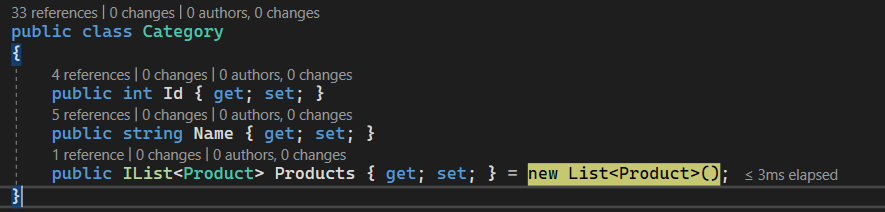 33 references | 0 changes | 0 authors, 0 changes
public class Category
{
4 references | 0 changes | 0 authors, 0 changes
public int Id { get; set; }
5 references | 0 changes | 0 authors, 0 changes
public string Name { get; set; }
1 reference | 0 changes | 0 authors, 0 changes
public IList<Product> Products { get; set; } = new List<Product>(); ≤ 3ms elapsed
}